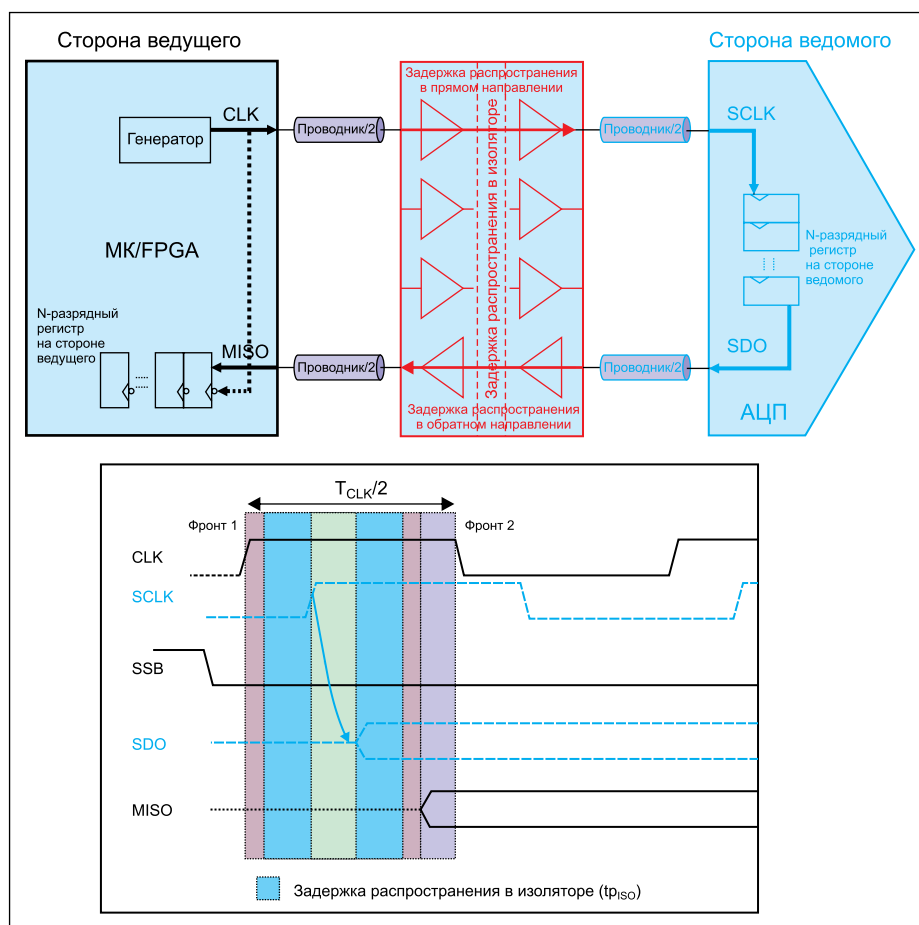 Сторона ведущего
Сторона ведомого
Задержка распространения
в прямом направлении
CLK
SCLK
Генератор
Проводник/2
Проводник/2
Задержка распространения в изоляторе
МК/FPGA
N-разрядный
регистр
на стороне
ведомого
N-разрядный
регистр
на стороне
ведущего
MISO
SDO
Проводник/2
Проводник/2
Задержка распространения
в обратном направлении
АЦП
TCLK/2
Фронт 1
Фронт 2
CLK
SCLK
SSB
SDO
MISO
Задержка распространения в изоляторе (tpISO)